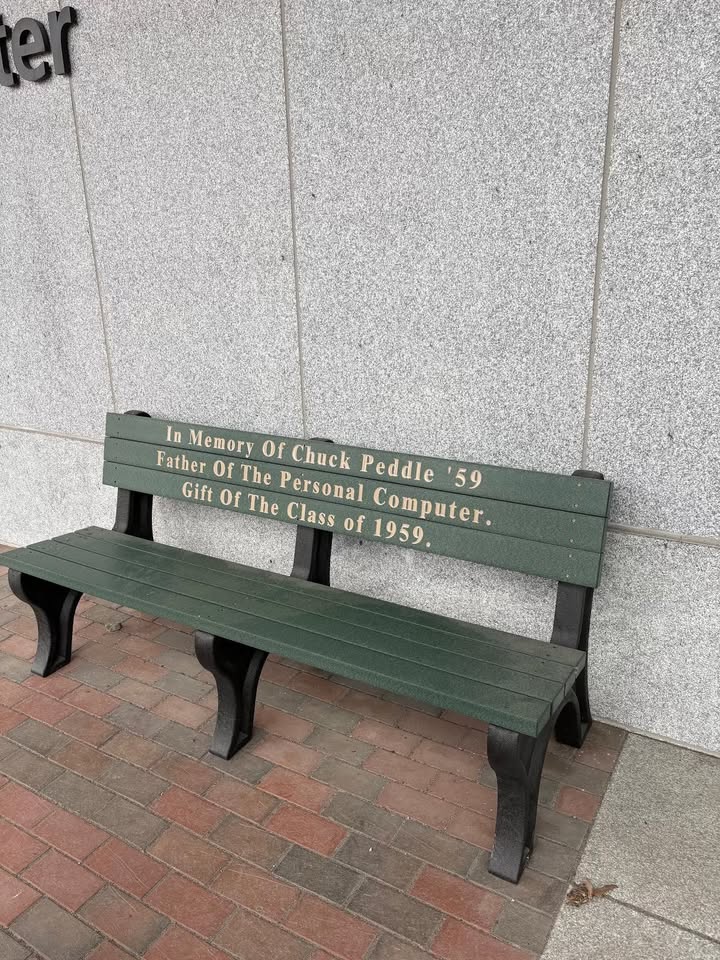 ter
In Memory Of Chuck Peddle '59
Father Of The Personal Computer.
Gift Of The Class of 1959.